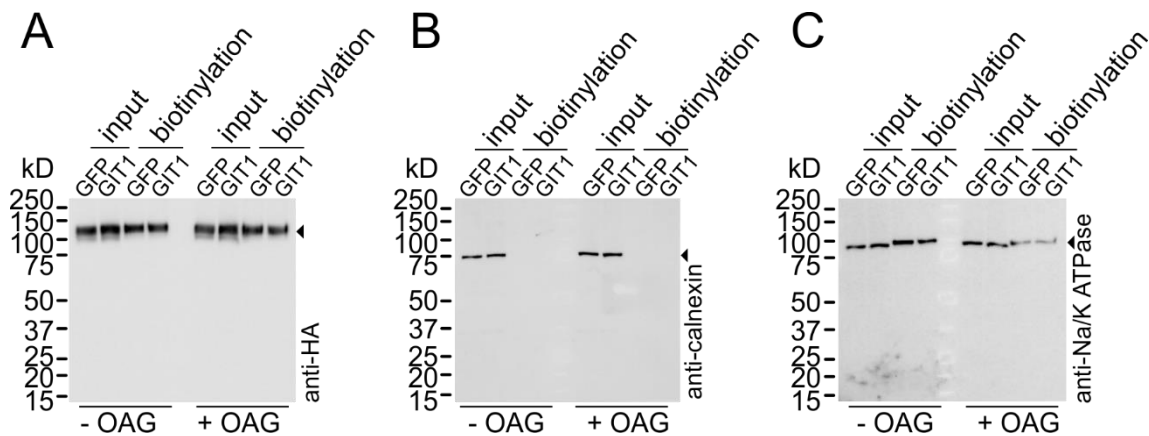 A
input
biotinylation
input
biotinylation
kD
GFP
GIT1
GFP
GIT1
GFP
GIT1
GFP
GIT1
250
150
100
75
50
37
25
20
15
anti-HA
- OAG
+ OAG
B
input
biotinylation
input
biotinylation
kD
GFP
GIT1
GFP
GIT1
GFP
GIT1
GFP
GIT1
250
150
100
75
50
37
25
20
15
anti-calnexin
- OAG
+ OAG
C
input
biotinylation
input
biotinylation
kD
GFP
GIT1
GFP
GIT1
GFP
GIT1
GFP
GIT1
250
150
100
75
50
37
25
20
15
anti-Na/K ATPase
- OAG
+ OAG